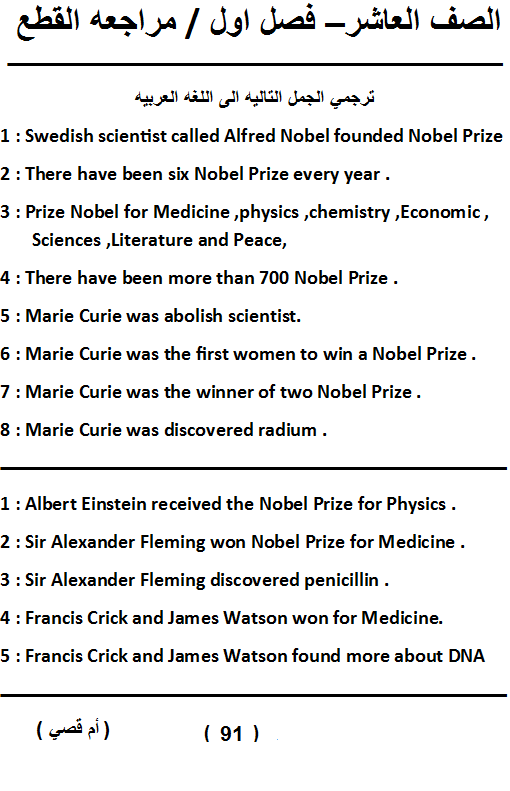 الصف العاشر– فصل اول / مراجعه القطع
ترجمي الجمل التاليه الى اللغه العربيه
1 : Swedish scientist called Alfred Nobel founded Nobel Prize
2 : There have been six Nobel Prize every year .
3 : Prize Nobel for Medicine ,physics ,chemistry ,Economic ,
Sciences ,Literature and Peace,
4 : There have been more than 700 Nobel Prize .
5 : Marie Curie was abolish scientist.
6 : Marie Curie was the first women to win a Nobel Prize .
7 : Marie Curie was the winner of two Nobel Prize .
8 : Marie Curie was discovered radium .
1 : Albert Einstein received the Nobel Prize for Physics .
2 : Sir Alexander Fleming won Nobel Prize for Medicine .
3 : Sir Alexander Fleming discovered penicillin .
4 : Francis Crick and James Watson won for Medicine.
5 : Francis Crick and James Watson found more about DNA
( أم قصي )
( 91 )